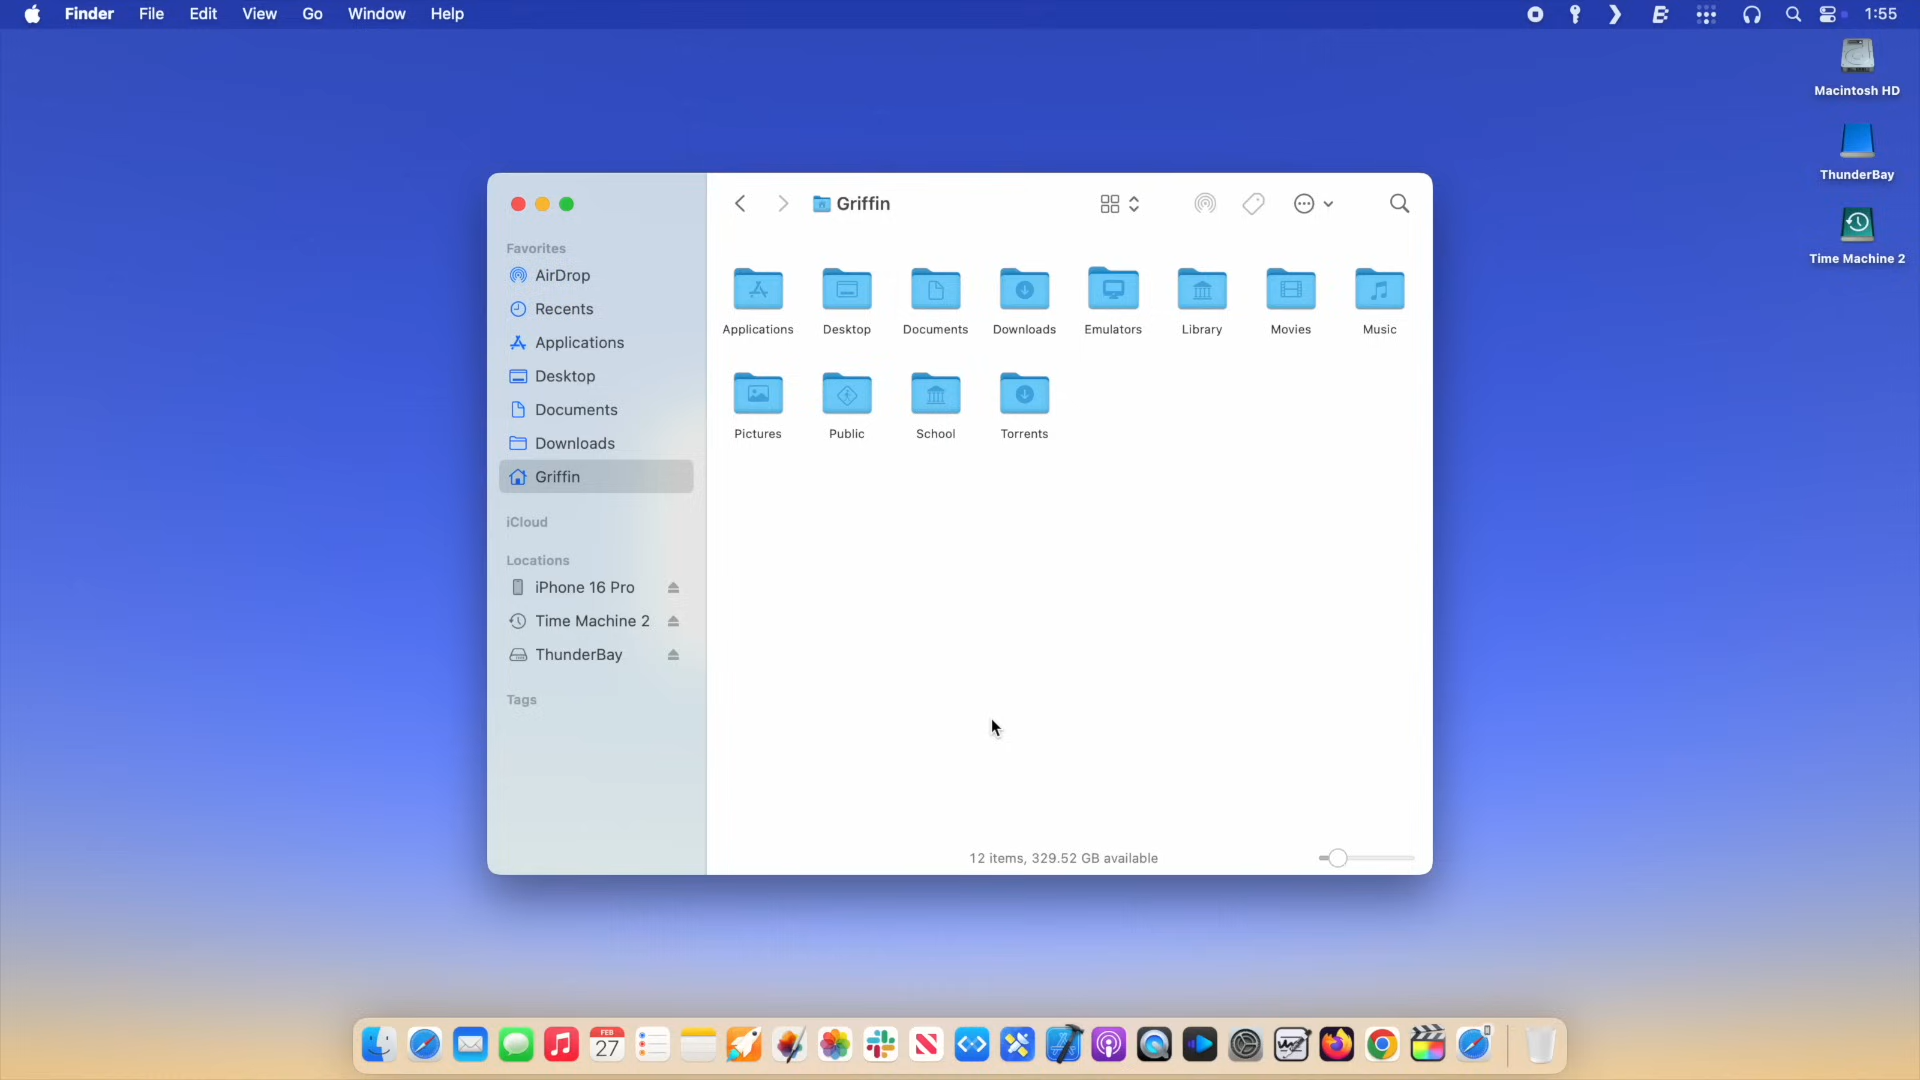 Finder File Edit View Go Window Help 1:55
Macintosh HD
ThunderBay
Time Machine 2
Griffin
Favorites
AirDrop
Recents
Applications
Desktop
Documents
Downloads
Griffin
iCloud
Locations
iPhone 16 Pro
Time Machine 2
ThunderBay
Tags
Applications Desktop Documents Downloads Emulators Library Movies Music
Pictures Public School Torrents
12 items, 329.52 GB available
FEB
27